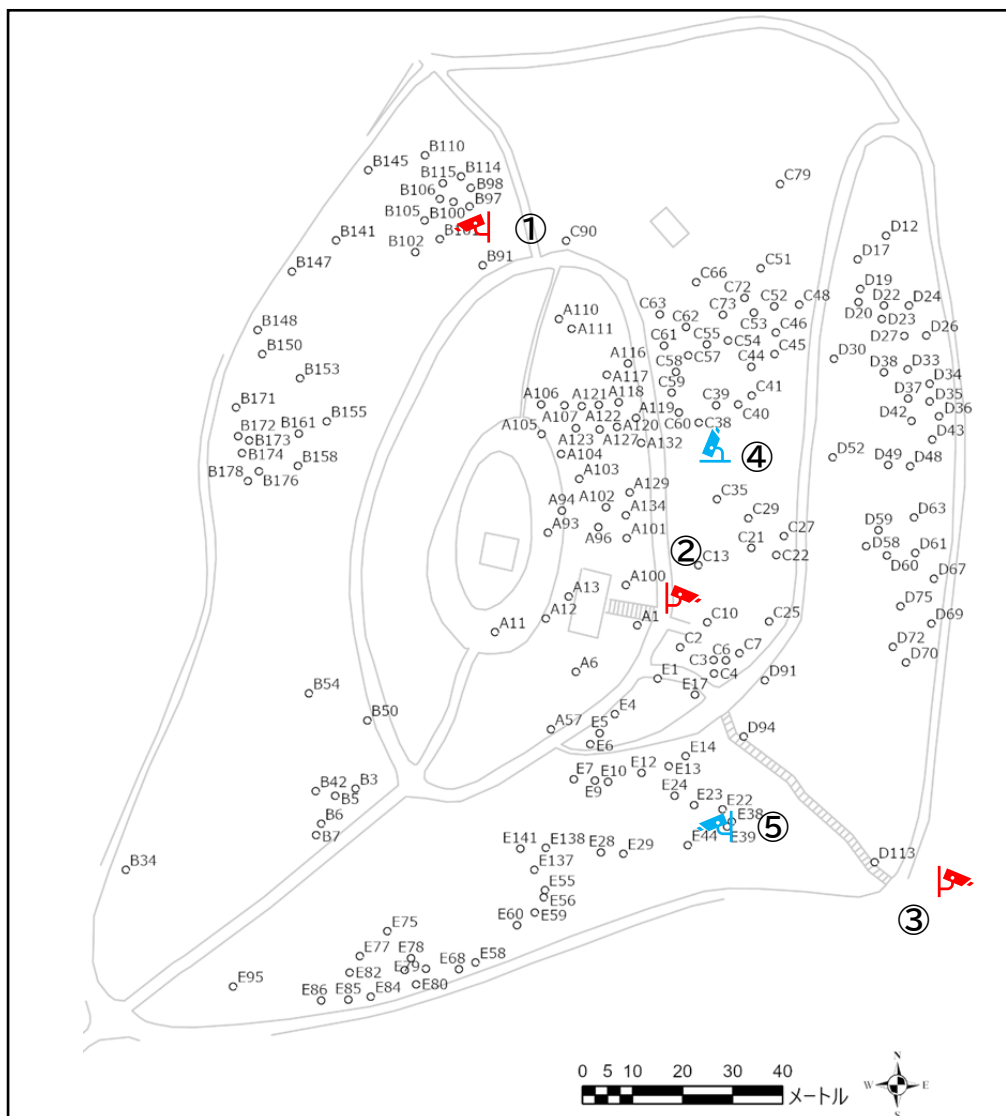 B110
B145
B115
B114
B98
B106
B97
B100
B105
B101
B102
B141
B147
B91
①
C90
C79
D12
D17
C51
C66
D19
C72
D22
D24
C63
C73
C52
C48
D20
D23
A110
C62
C53
A111
B148
C61
C55
C54
C46
D27
D26
B150
C57
C45
D30
A116
C58
C44
D38
D33
B153
A117
D34
C59
C41
D37
D35
B171
A106
A121
A118
C39
C40
D36
A107
A122
A119
C60
D42
B155
A120
C38
B172
B161
A105
A123
A127
A132
D43
B173
④
B174
A104
D52
D49
D48
B158
B178
B176
A103
A129
A102
C35
A94
A134
C29
D63
A93
A96
A101
C27
D59
②
C21
D58
C13
C22
D60
D61
A100
D67
A13
D75
A12
A1
C10
C25
D69
A11
C2
D72
C7
C3
C6
D70
A6
E1
C4
D91
B54
E17
E4
B50
A57
E5
D94
E6
E14
E13
E7
E12
B42
B3
E9
E10
B5
E24
E23
E22
B6
E38
⑤
B7
E39
E44
E141
E138
E28
E29
B34
E137
D113
E55
E56
E59
③
E60
E75
E77
E78
E58
E82
E79
E68
E95
E80
E86
E85
E84
N
W
E
S
0 5 10 20 30 40
メートル